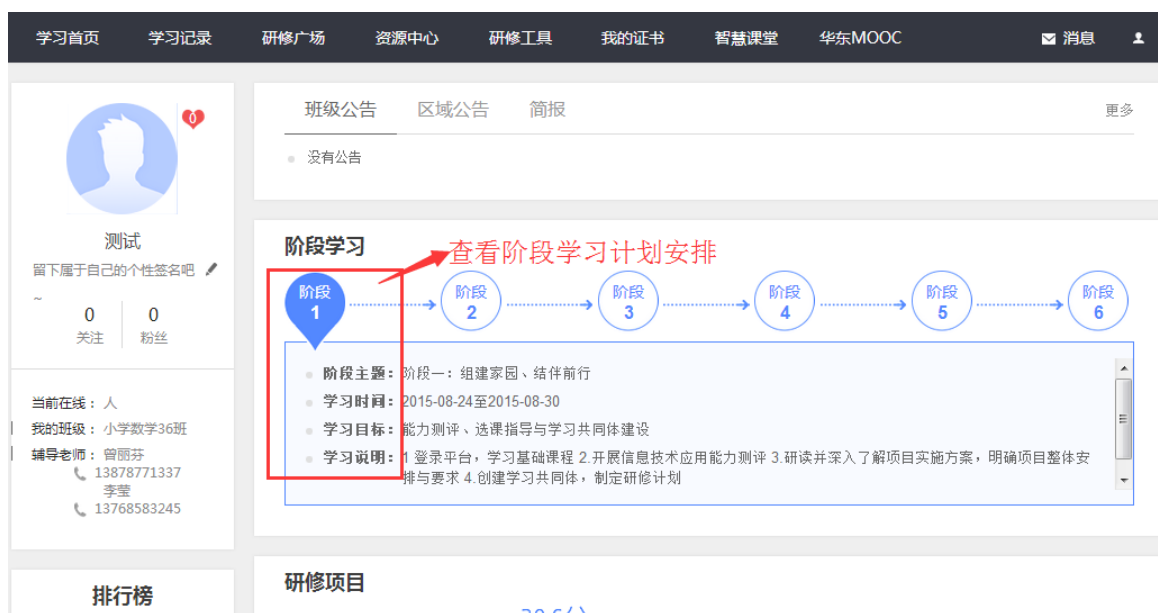 学习首页 学习记录 研修广场 资源中心 研修工具 我的证书 智慧课堂 华东MOOC 消息
0
测试
留下属于自己的个性签名吧
~
0 0
关注 粉丝
当前在线：人
我的班级：小学数学36班
辅导老师：曾丽芬
13878771337
李莹
13768583245
排行榜
班级公告 区域公告 简报 更多
没有公告
阶段学习
查看阶段学习计划安排
阶段 1
阶段 2
阶段 3
阶段 4
阶段 5
阶段 6
阶段主题：阶段一：组建家园、结伴前行
学习时间：2015-08-24至2015-08-30
学习目标：能力测评、选课指导与学习共同体建设
学习说明：1 登录平台，学习基础课程 2.开展信息技术应用能力测评 3.研读并深入了解项目实施方案，明确项目整体安
排与要求 4.创建学习共同体，制定研修计划
研修项目